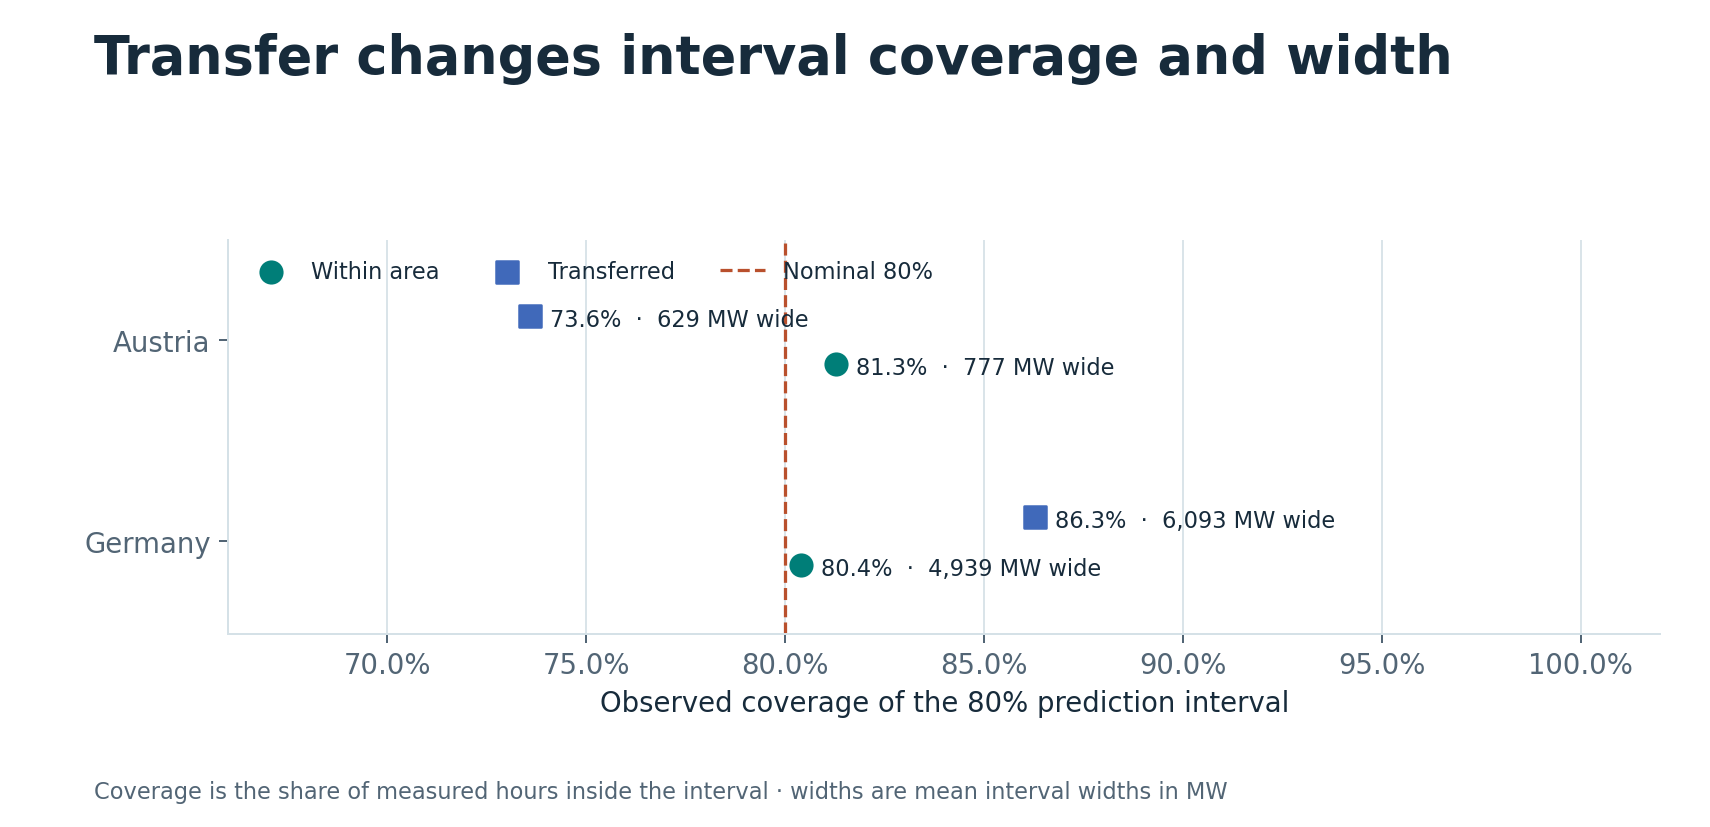 Transfer changes interval coverage and width
Within area
Transferred
Nominal 80%
73.6% · 629 MW wide
Austria
81.3% · 777 MW wide
86.3% · 6,093 MW wide
Germany
80.4% · 4,939 MW wide
70.0% 75.0% 80.0% 85.0% 90.0% 95.0% 100.0%
Observed coverage of the 80% prediction interval
Coverage is the share of measured hours inside the interval · widths are mean interval widths in MW